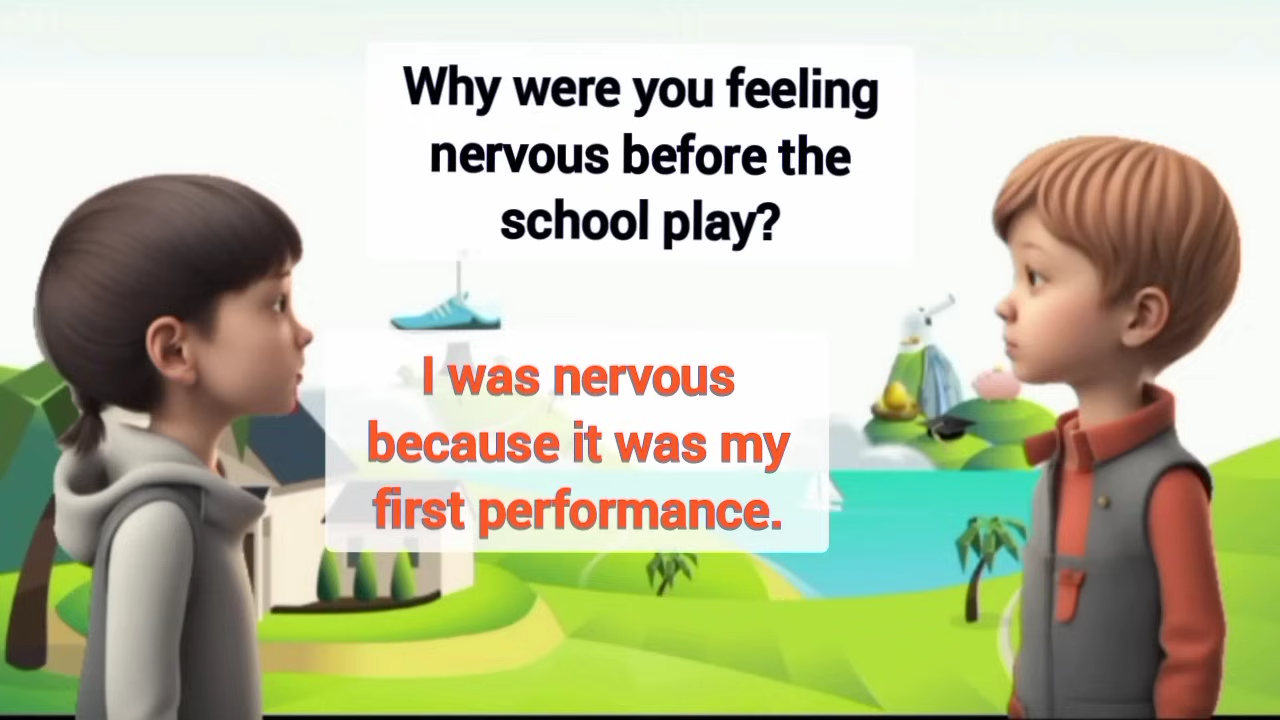 Why were you feeling
nervous before the
school play?
I was nervous
because it was my
first performance.